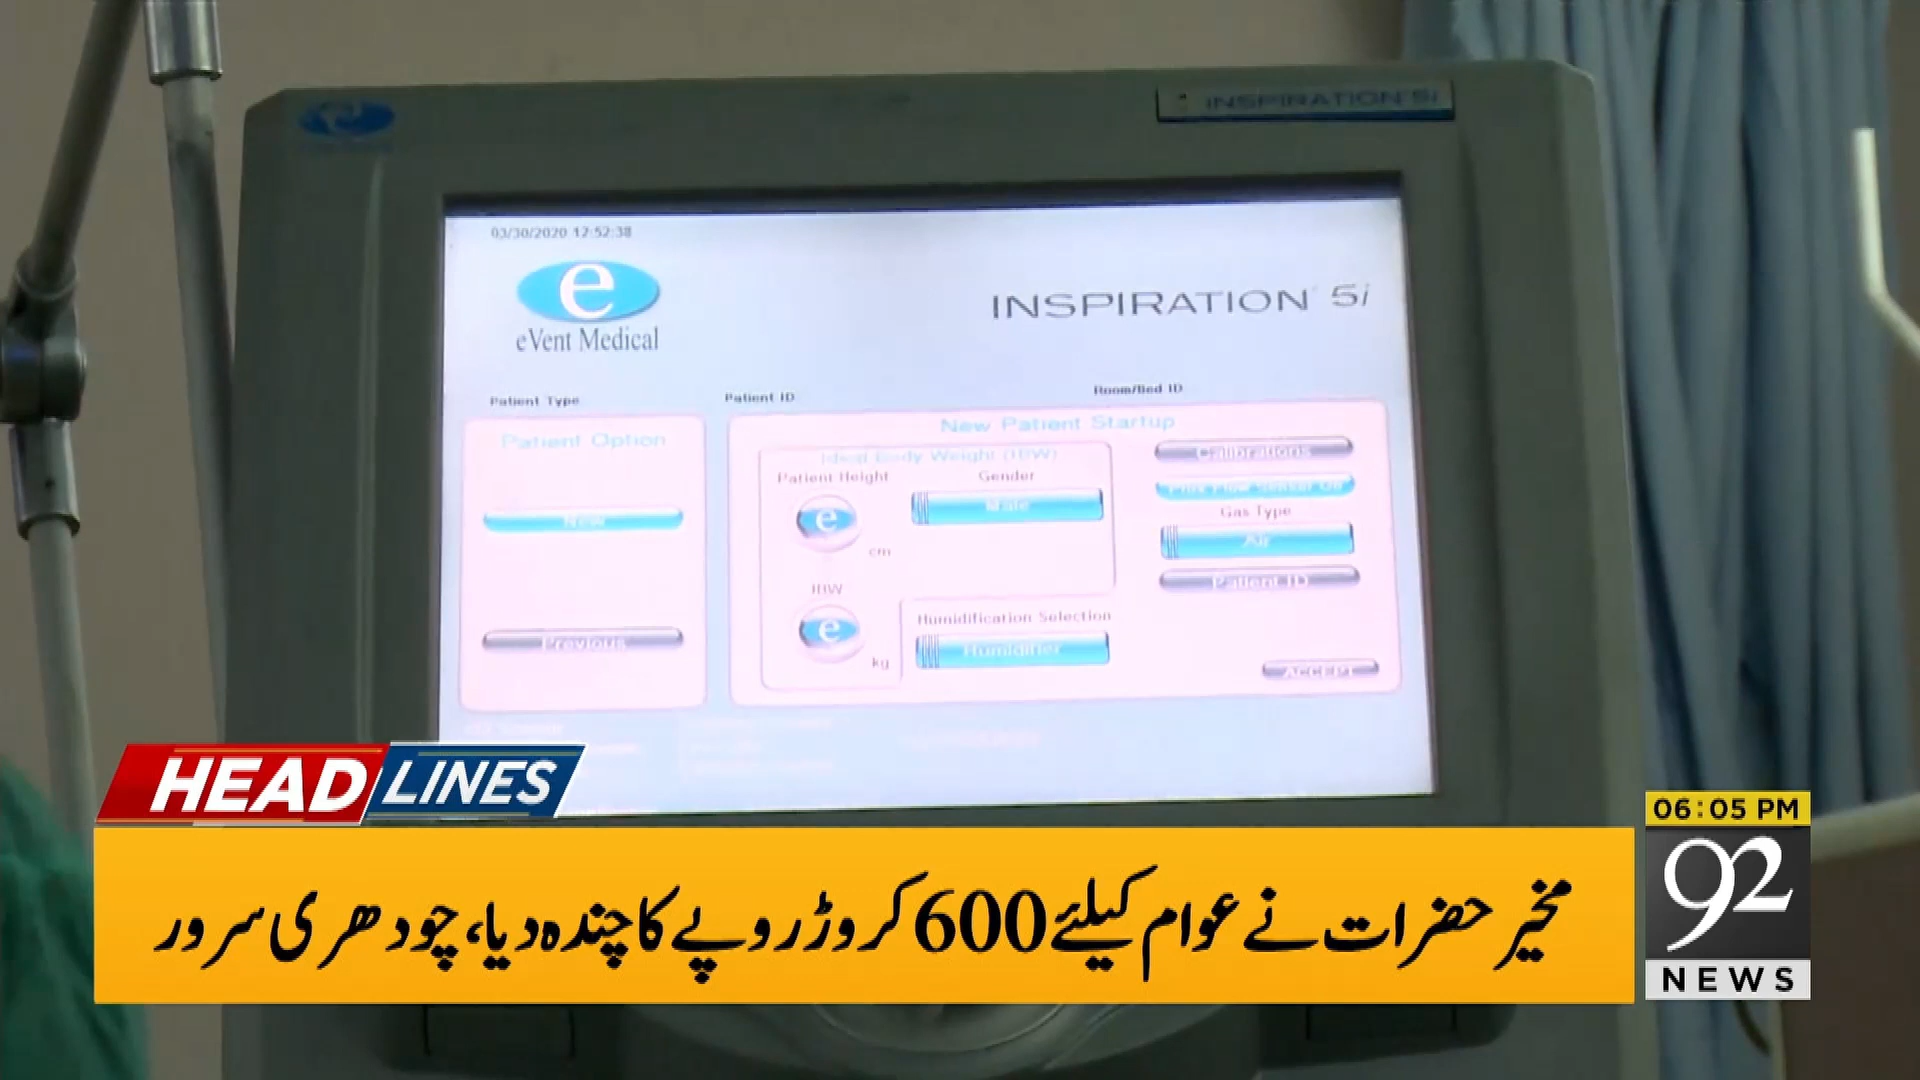 INSPIRATION 5i
03/30/2020 12:52:38
e
eVent Medical
INSPIRATION 5i
Patient Type
Patient ID
Room/Bed ID
Patient Option
New
Previous
New Patient Startup
Ideal Body Weight (IBW)
Patient Height
Gender
e
Male
cm
IBW
e
kg
Humidification Selection
Humidifier
Calibrations
Gas Type
Air
Patient ID
ACCEPT
HEADLINES
مخیر حضرات نے عوام کیلئے 600 کروڑ روپے کا چندہ دیا، چودھری سرور
06:05 PM
92
NEWS